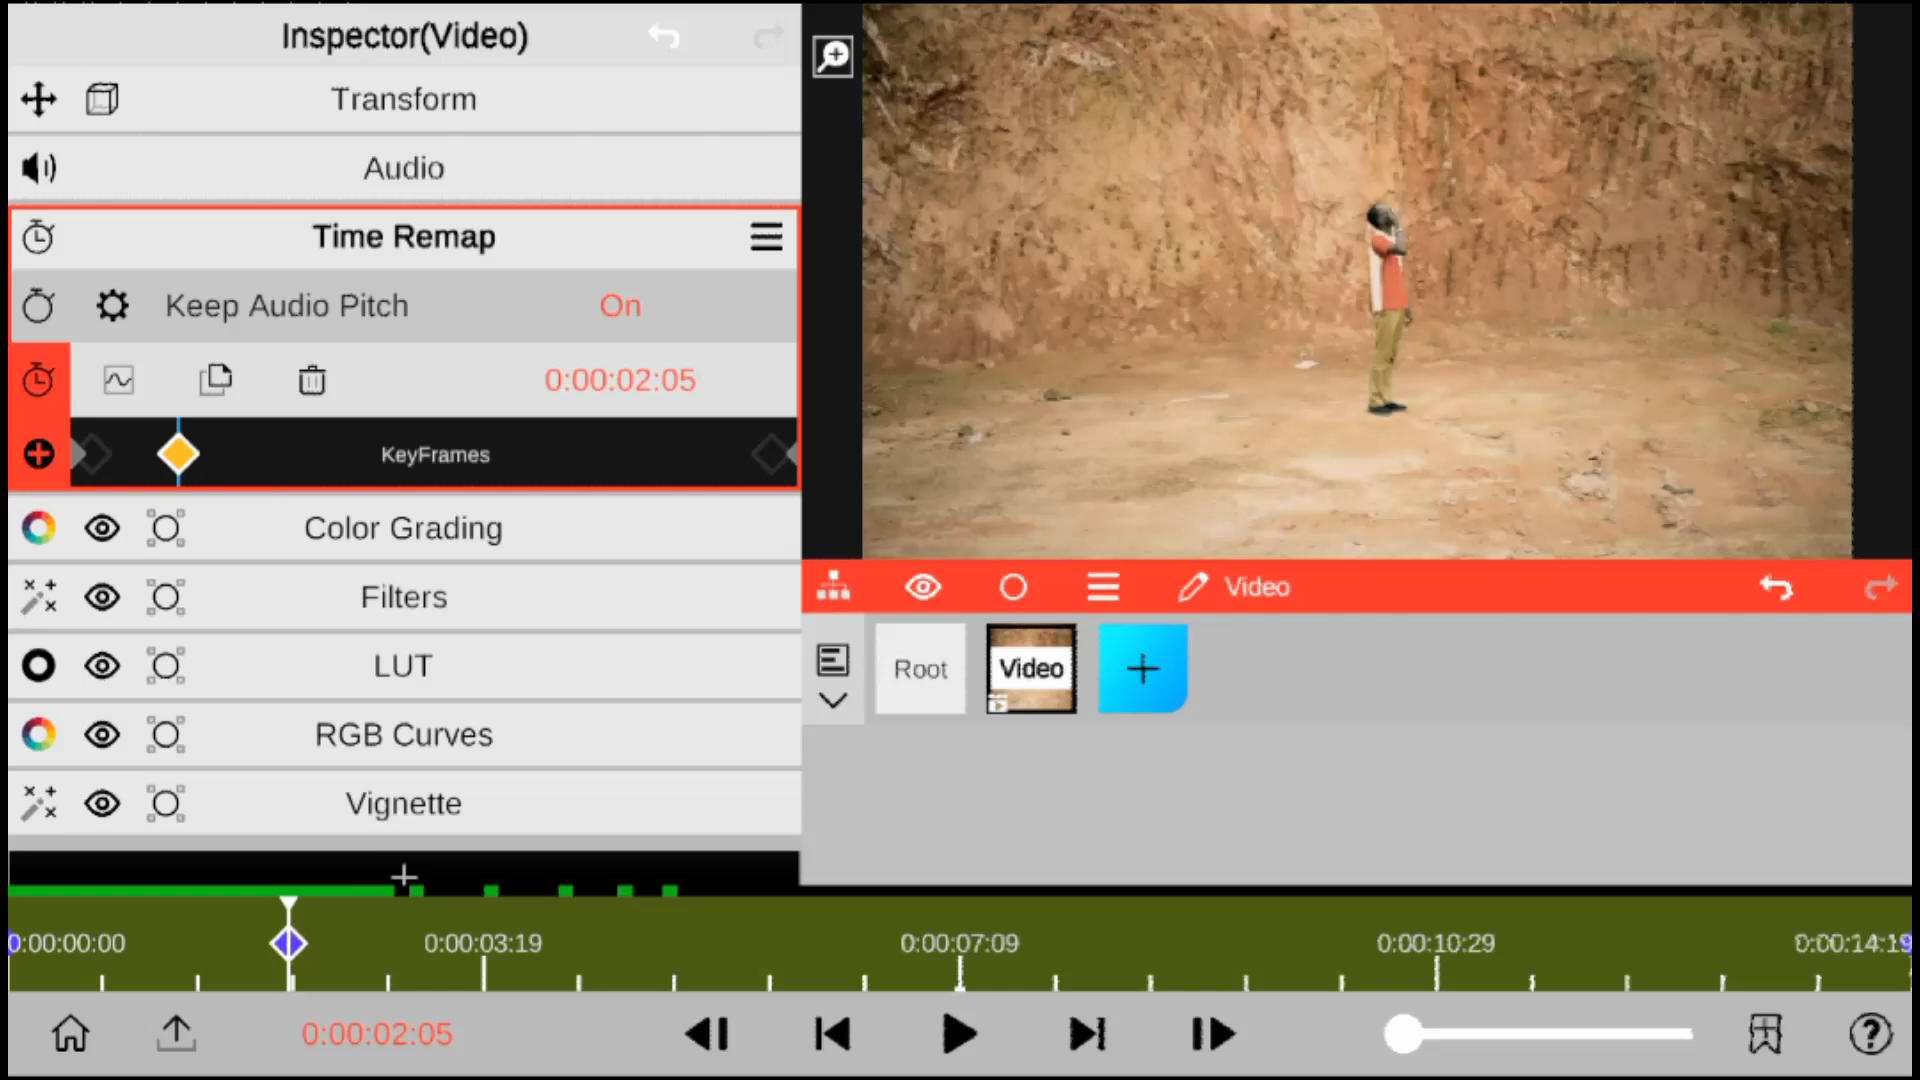 Inspector(Video)
Transform
Audio
Time Remap
Keep Audio Pitch On
0:00:02:05
KeyFrames
Color Grading
Filters
LUT
RGB Curves
Vignette
Video
Root
Video
0:00:00:00 0:00:03:19 0:00:07:09 0:00:10:29 0:00:14:19
0:00:02:05